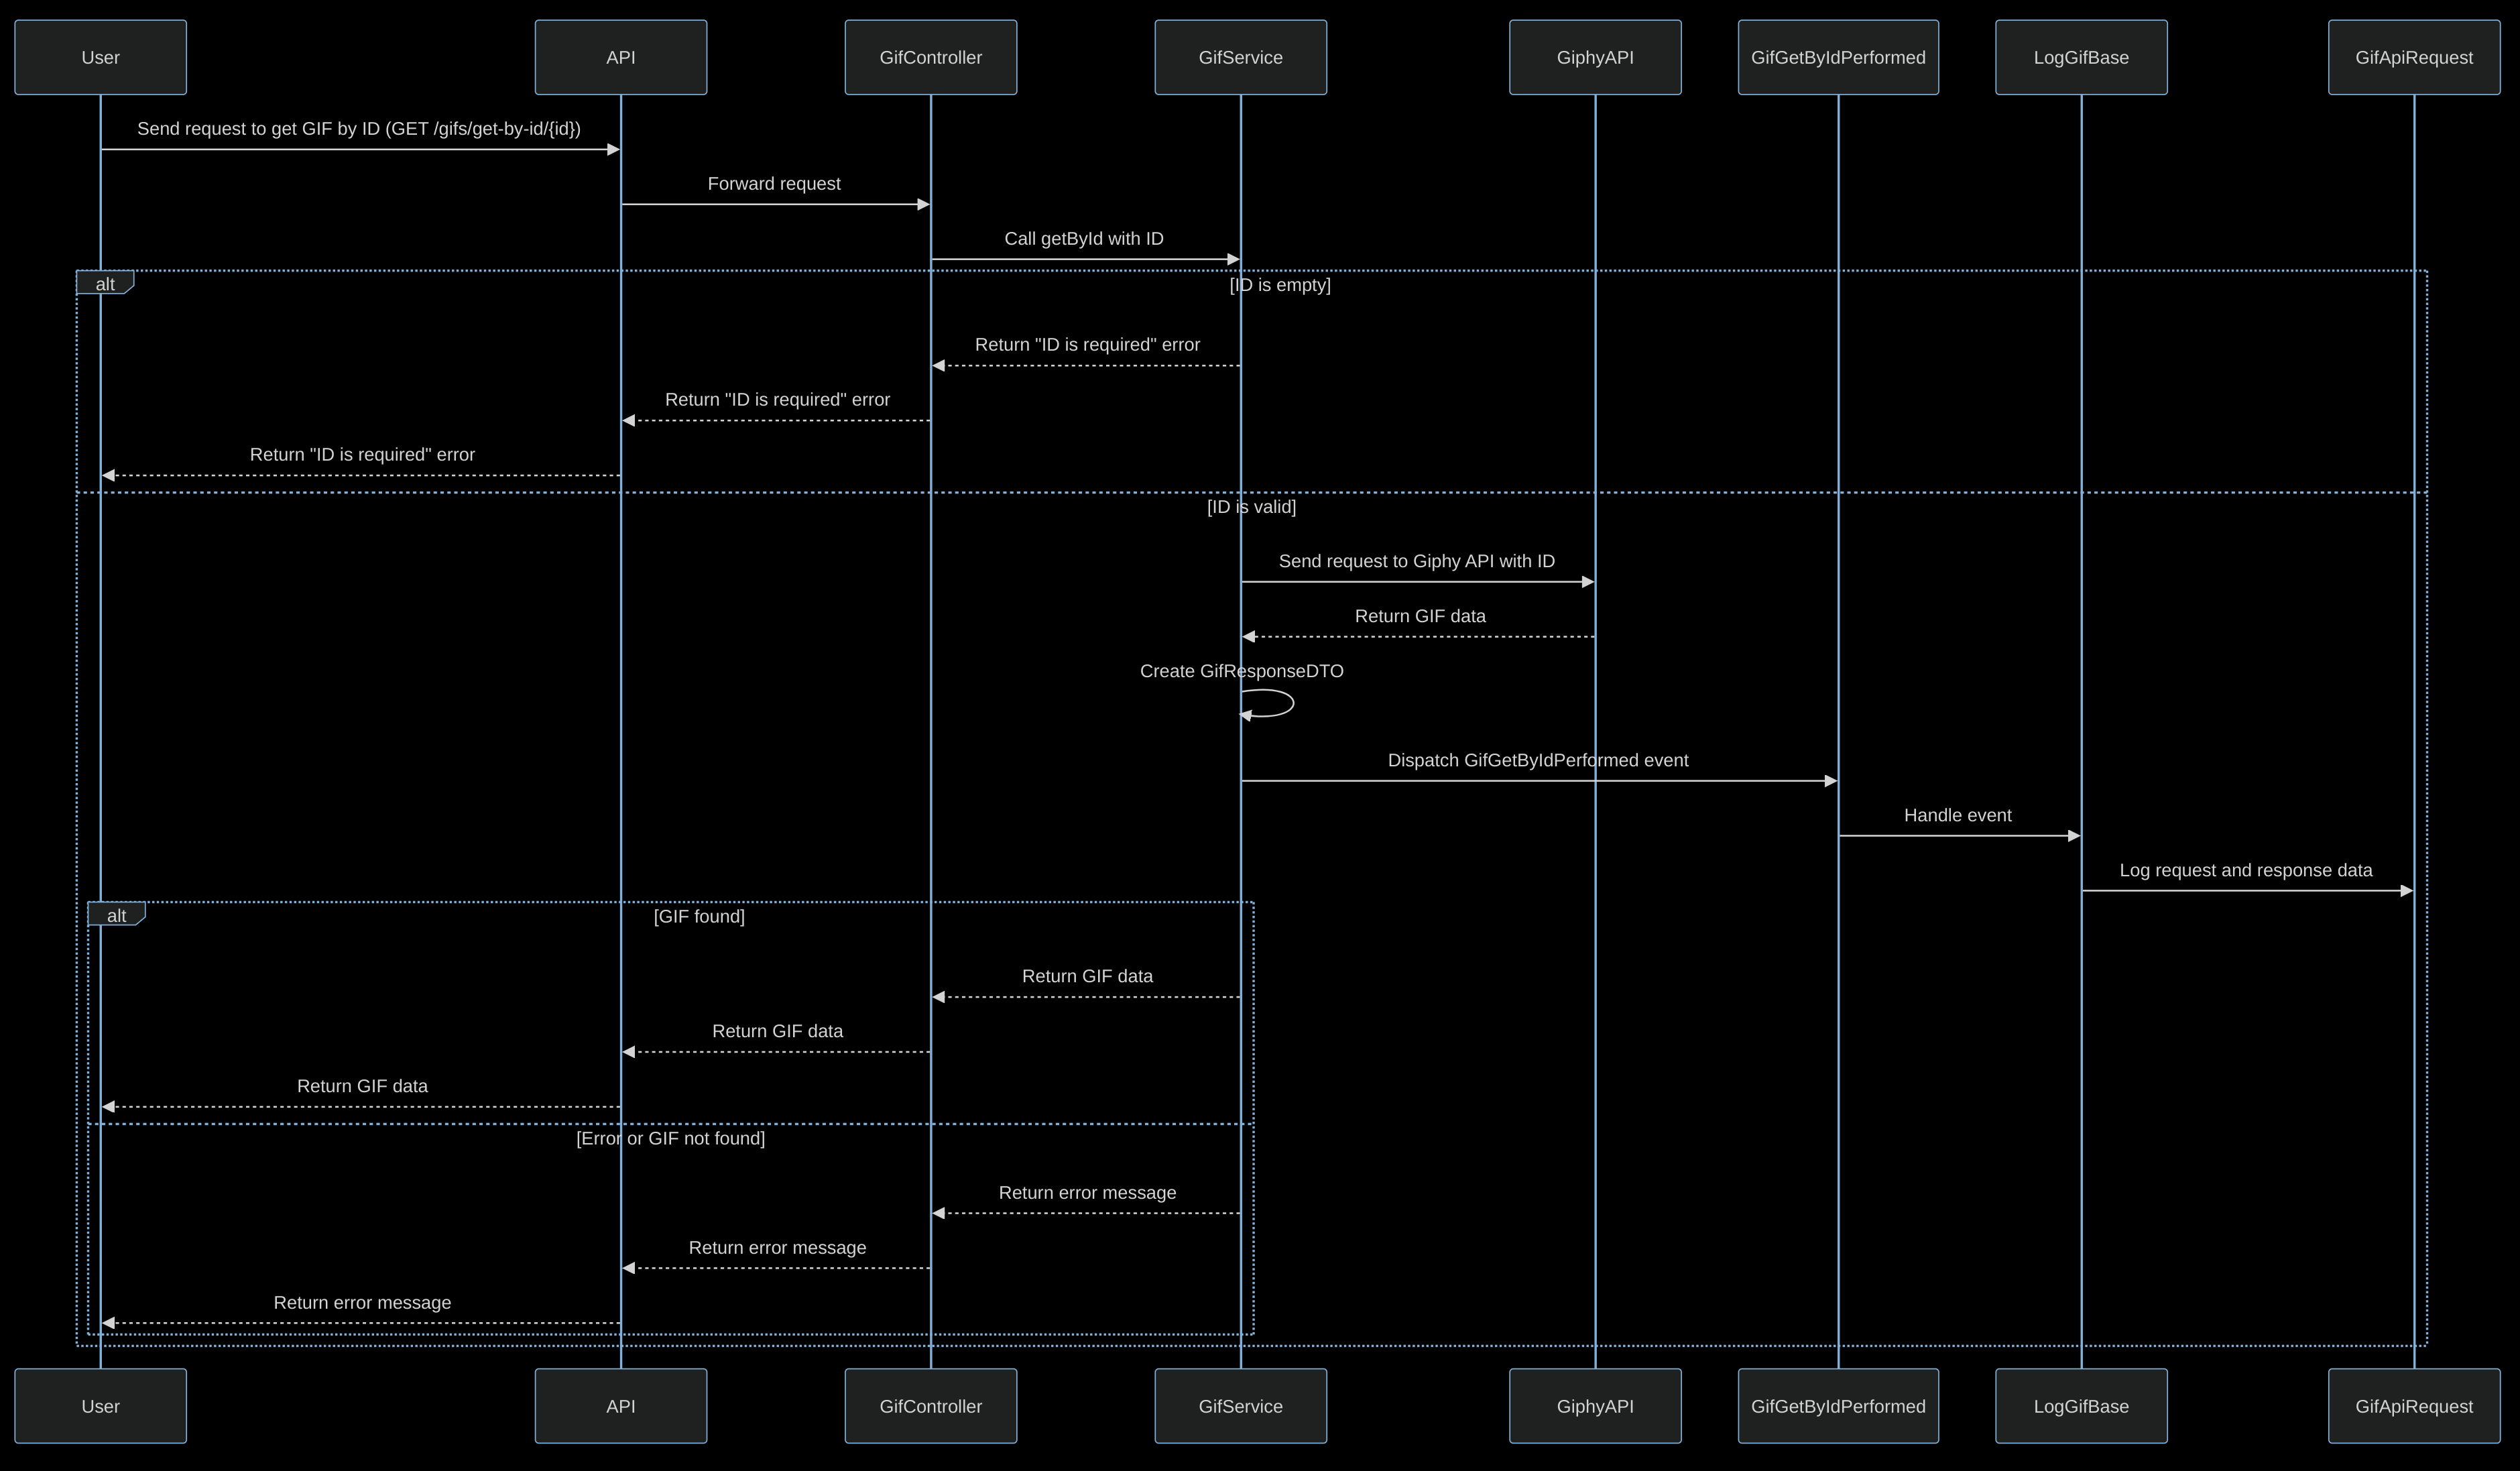 User
API
GifController
GifService
GiphyAPI
GifGetByIdPerformed
LogGifBase
GifApiRequest
Send request to get GIF by ID (GET /gifs/get-by-id/{id})
Forward request
Call getById with ID
alt
[ID is empty]
Return "ID is required" error
Return "ID is required" error
Return "ID is required" error
[ID is valid]
Send request to Giphy API with ID
Return GIF data
Create GifResponseDTO
Dispatch GifGetByIdPerformed event
Handle event
Log request and response data
alt
[GIF found]
Return GIF data
Return GIF data
Return GIF data
[Error or GIF not found]
Return error message
Return error message
Return error message
User
API
GifController
GifService
GiphyAPI
GifGetByIdPerformed
LogGifBase
GifApiRequest